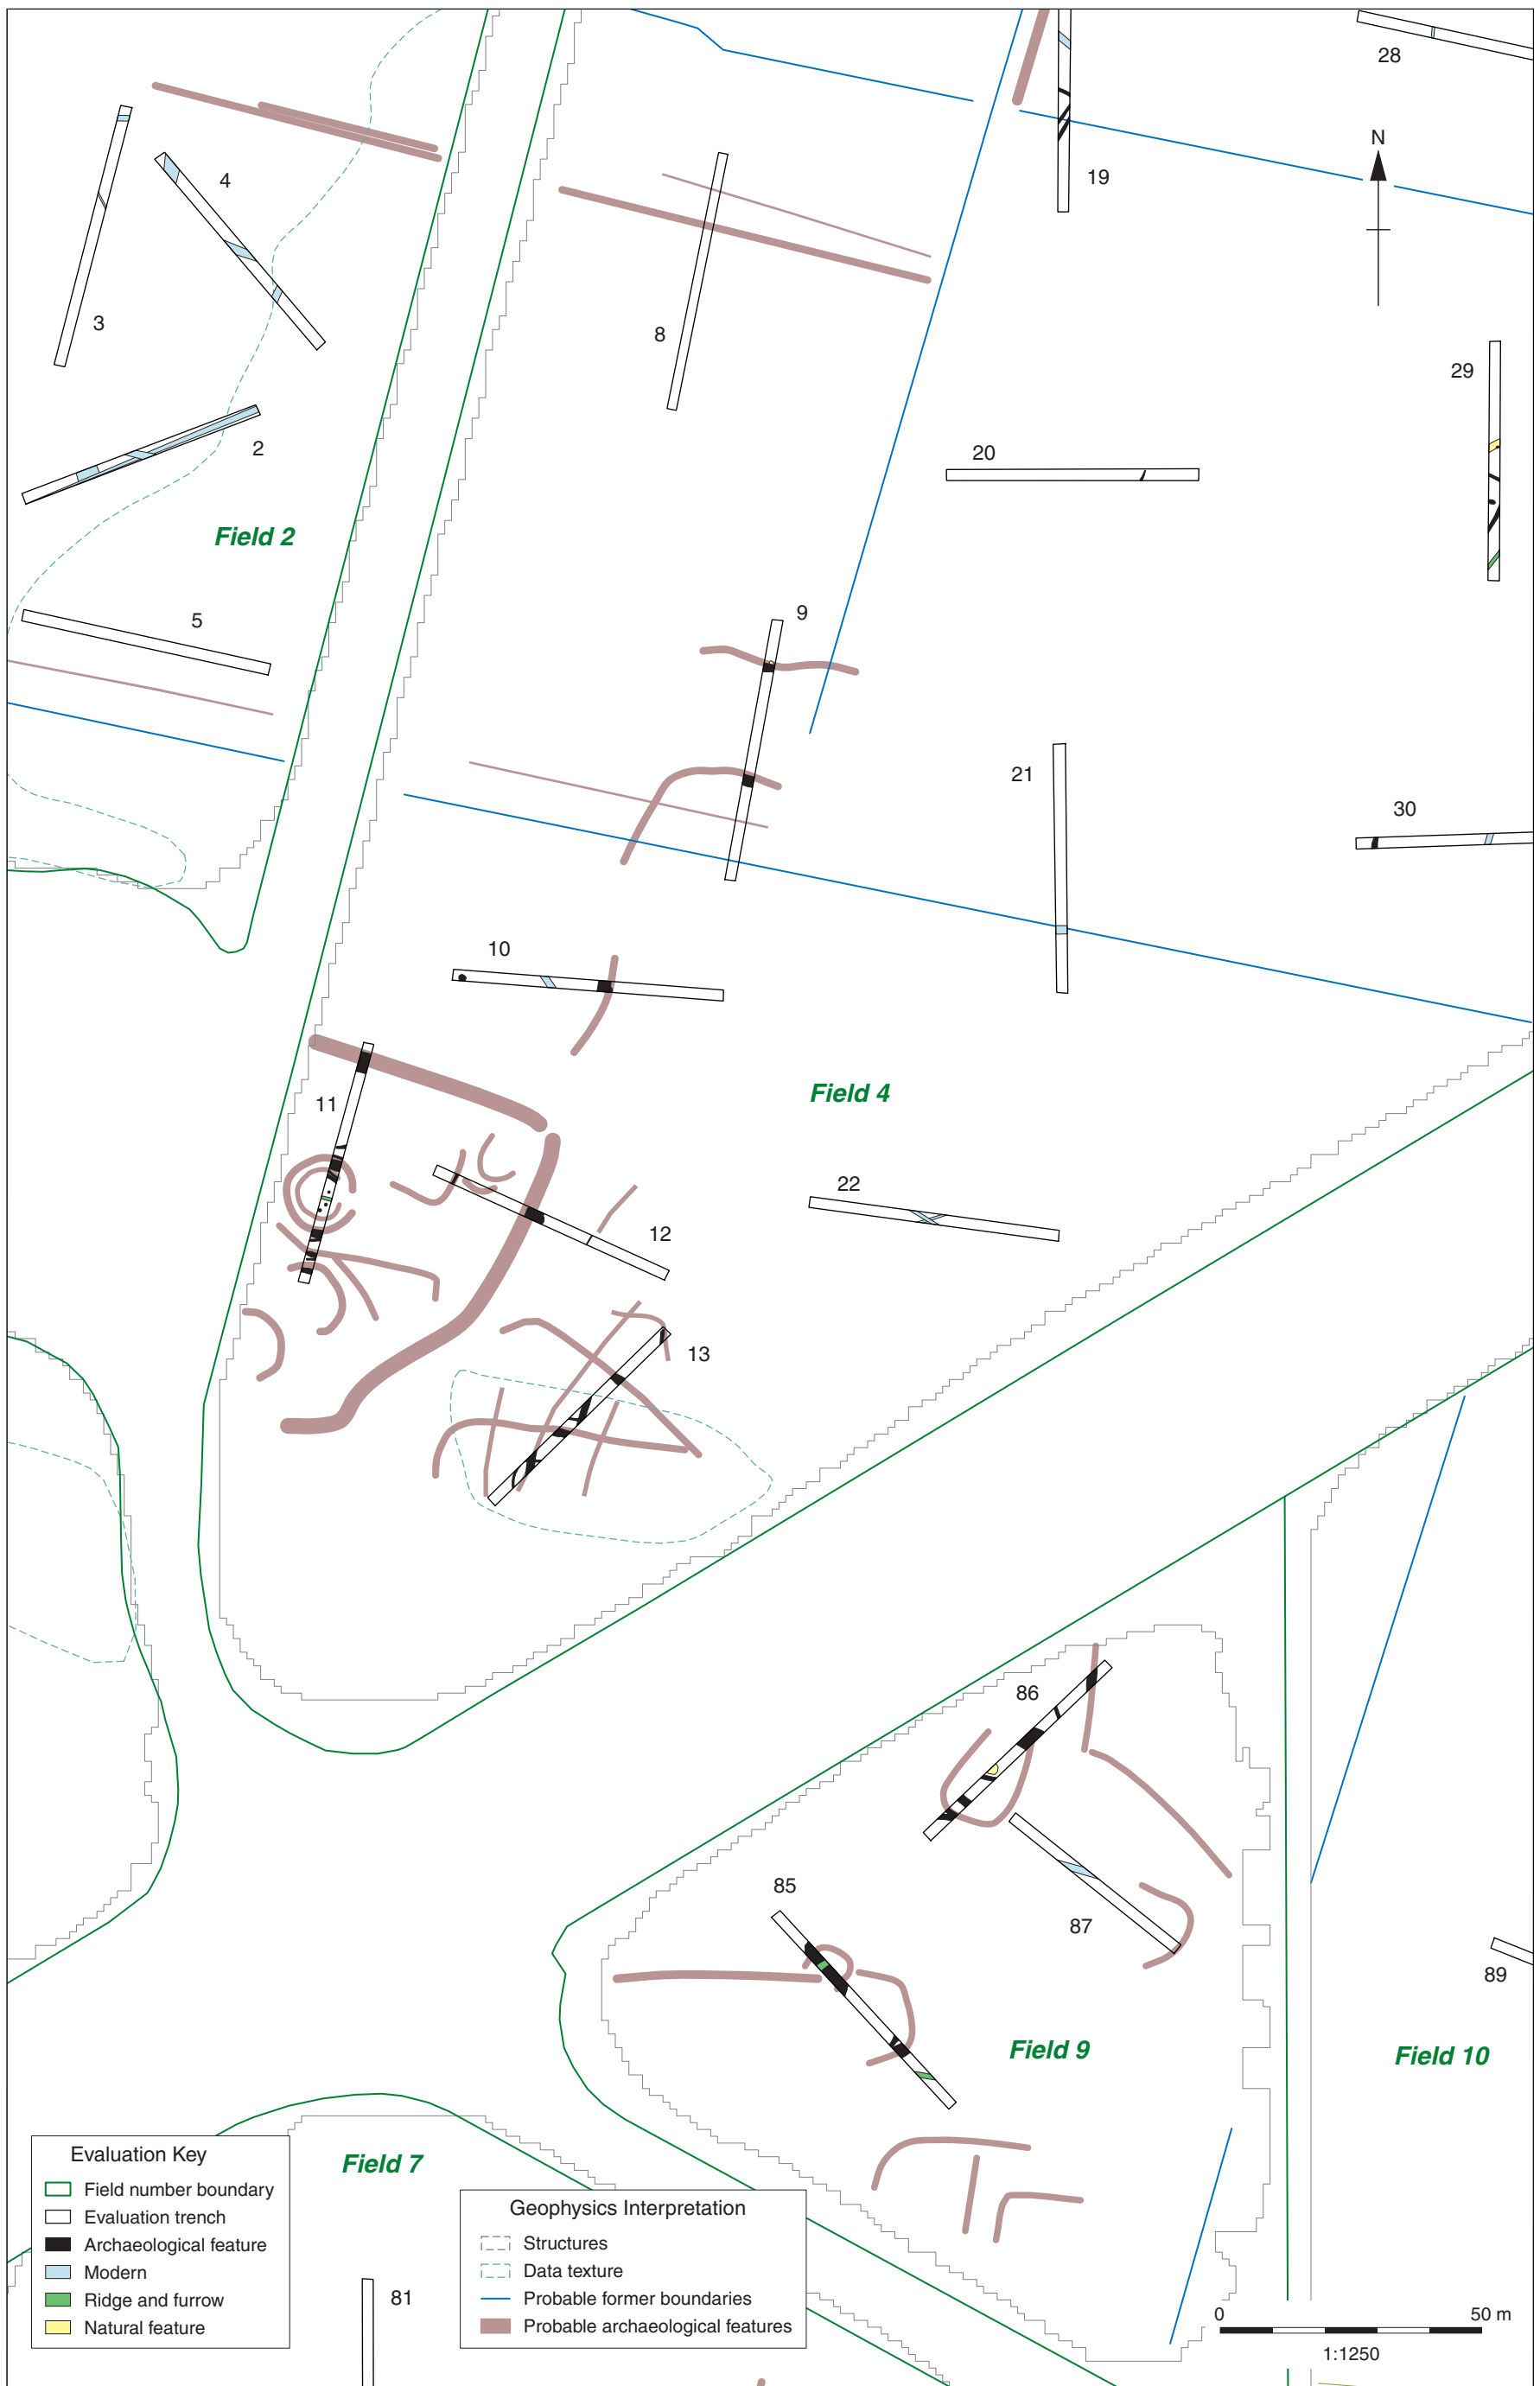 28
N
4
19
3
8
29
2
20
Field 2
5
9
21
30
10
Field 4
11
22
12
13
86
85
87
89
Field 9
Field 10
Field 7
Evaluation Key
Field number boundary
Evaluation trench
Archaeological feature
Modern
Ridge and furrow
Natural feature
Geophysics Interpretation
Structures
Data texture
Probable former boundaries
Probable archaeological features
81
0 50 m
1:1250